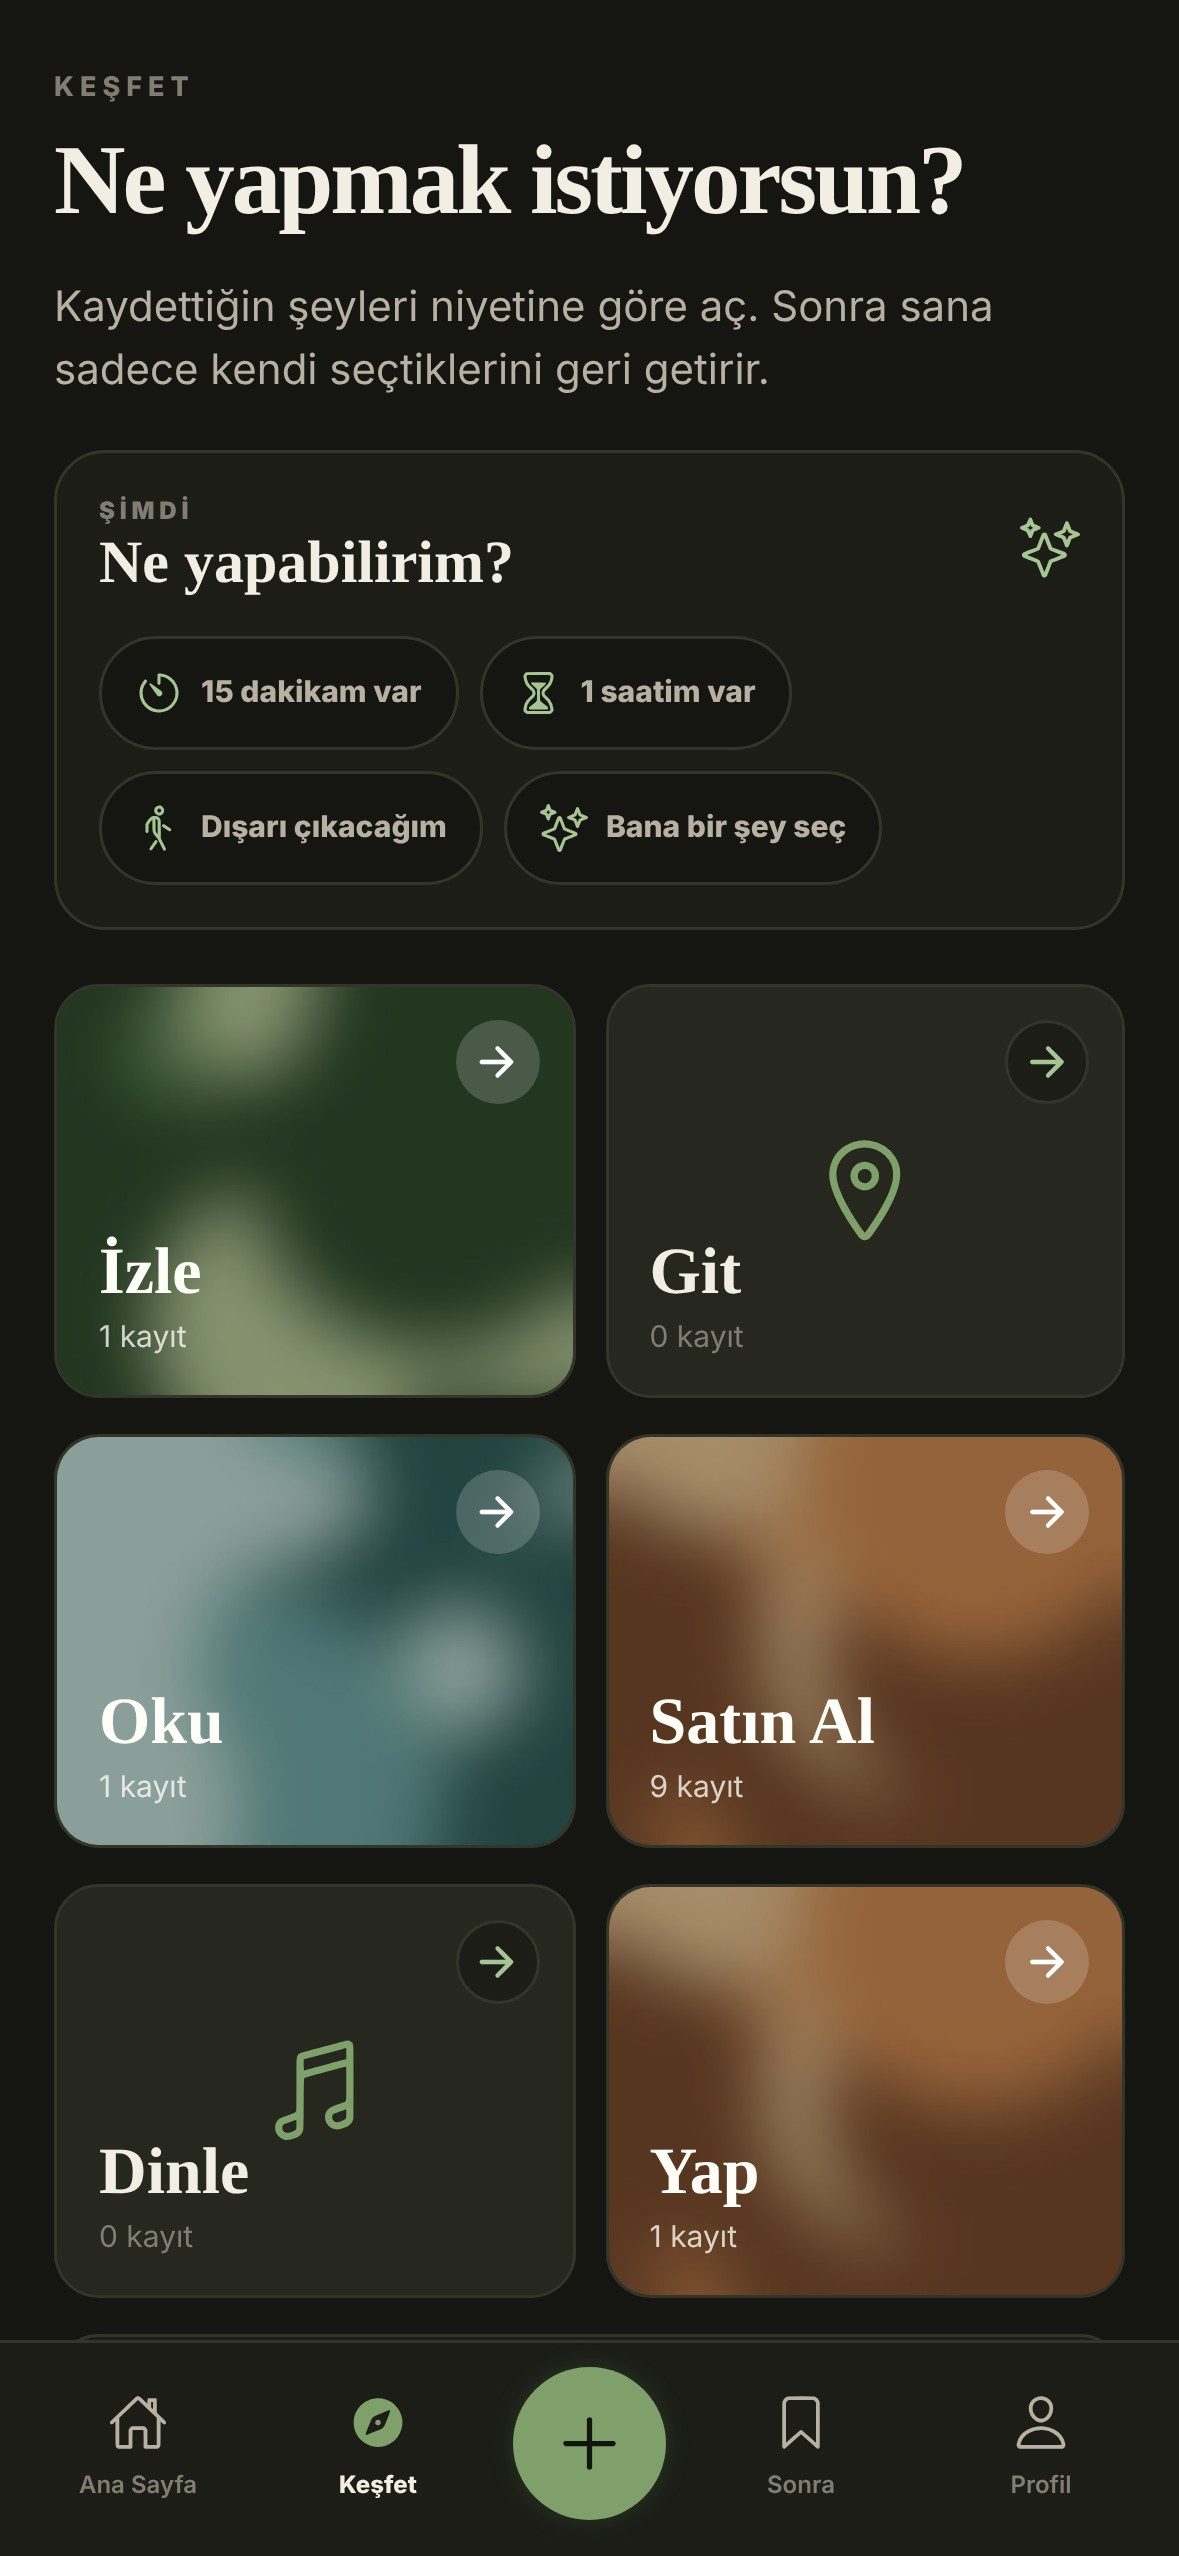 KEŞFET
Ne yapmak istiyorsun?
Kaydettiğin şeyleri niyetine göre aç. Sonra sana
sadece kendi seçtiklerini geri getirir.
ŞİMDİ
Ne yapabilirim?
15 dakikam var
1 saatim var
Dışarı çıkacağım
Bana bir şey seç
İzle
1 kayıt
Git
0 kayıt
Oku
1 kayıt
Satın Al
9 kayıt
Dinle
0 kayıt
Yap
1 kayıt
Ana Sayfa
Keşfet
Sonra
Profil